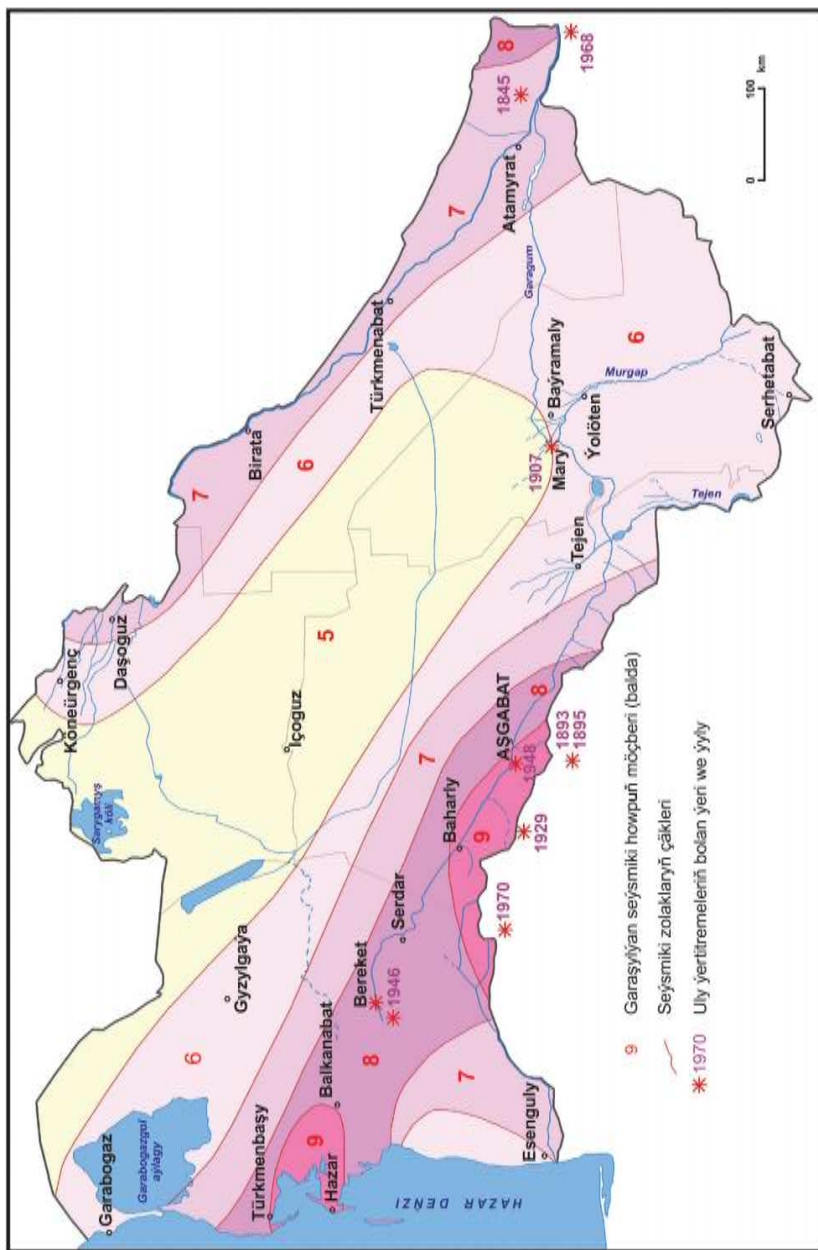 Garabogaz
Garabogazgol
aýlagy
6
Türkmenbaşy
Hazar
9
Balkanabat
HAZAR DEŇZI
Esenguly
7
8
1946
Bereket
Gyzylgaýa
Serdar
1970
Baharly
9
1929
AŞGABAT
1948
1893
1895
8
7
Sarygamyş
köli
Köneürgenç
Daşoguz
Içoguz
5
6
7
Birata
Türkmenabat
Tejen
Tejen
1907
Mary
Baýramaly
Ýolöten
Murgap
Serhetabat
6
Garagum
Atamyrat
7
1845
8
1968
9 Garaşylýan seýsmiki howpuň möçberi (balda)
Seýsmiki zolaklaryň çäkleri
1970 Uly ýertitremeleriň bolan ýeri we ýyly
0 100
km